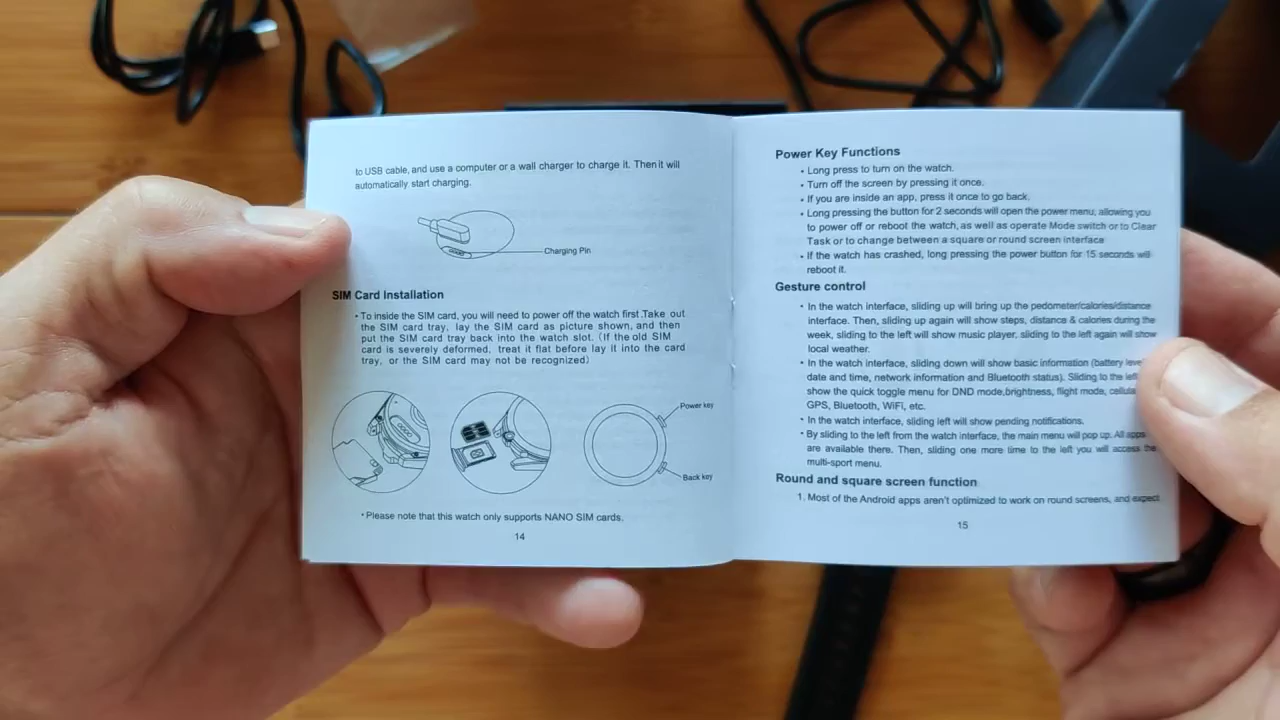 to USB cable, and use a computer or a wall charger to charge it. Then it will
automatically start charging.
Charging Pin
SIM Card Installation
• To inside the SIM card, you will need to power off the watch first .Take out
the SIM card tray, lay the SIM card as picture shown, and then
put the SIM card tray back into the watch slot. (If the old SIM
card is severely deformed, treat it flat before lay it into the card
tray, or the SIM card may not be recognized)
Power key
Back key
*Please note that this watch only supports NANO SIM cards.
14
Power Key Functions
• Long press to turn on the watch.
• Turn off the screen by pressing it once.
• If you are inside an app, press it once to go back.
• Long pressing the button for 2 seconds will open the power menu, allowing you
to power off or reboot the watch, as well as operate Mode switch or to Clear
Task or to change between a square or round screen interface
• If the watch has crashed, long pressing the power button for 15 seconds will
reboot it.
Gesture control
• In the watch interface, sliding up will bring up the pedometer/calories/distance
interface. Then, sliding up again will show steps, distance & calories during the
week, sliding to the left will show music player, sliding to the left again will show
local weather.
• In the watch interface, sliding down will show basic information (battery
date and time, network information and Bluetooth status). Sliding to the
show the quick toggle menu for DND mode,brightness, flight mode,
GPS, Bluetooth, WiFi, etc.
• In the watch interface, sliding left will show pending notifications.
• By sliding to the left from the watch interface, the main menu will pop up. All apps
are available there. Then, sliding one more time to the left you will access the
multi-sport menu.
Round and square screen function
1. Most of the Android apps aren't optimized to work on round screens, and expect
15